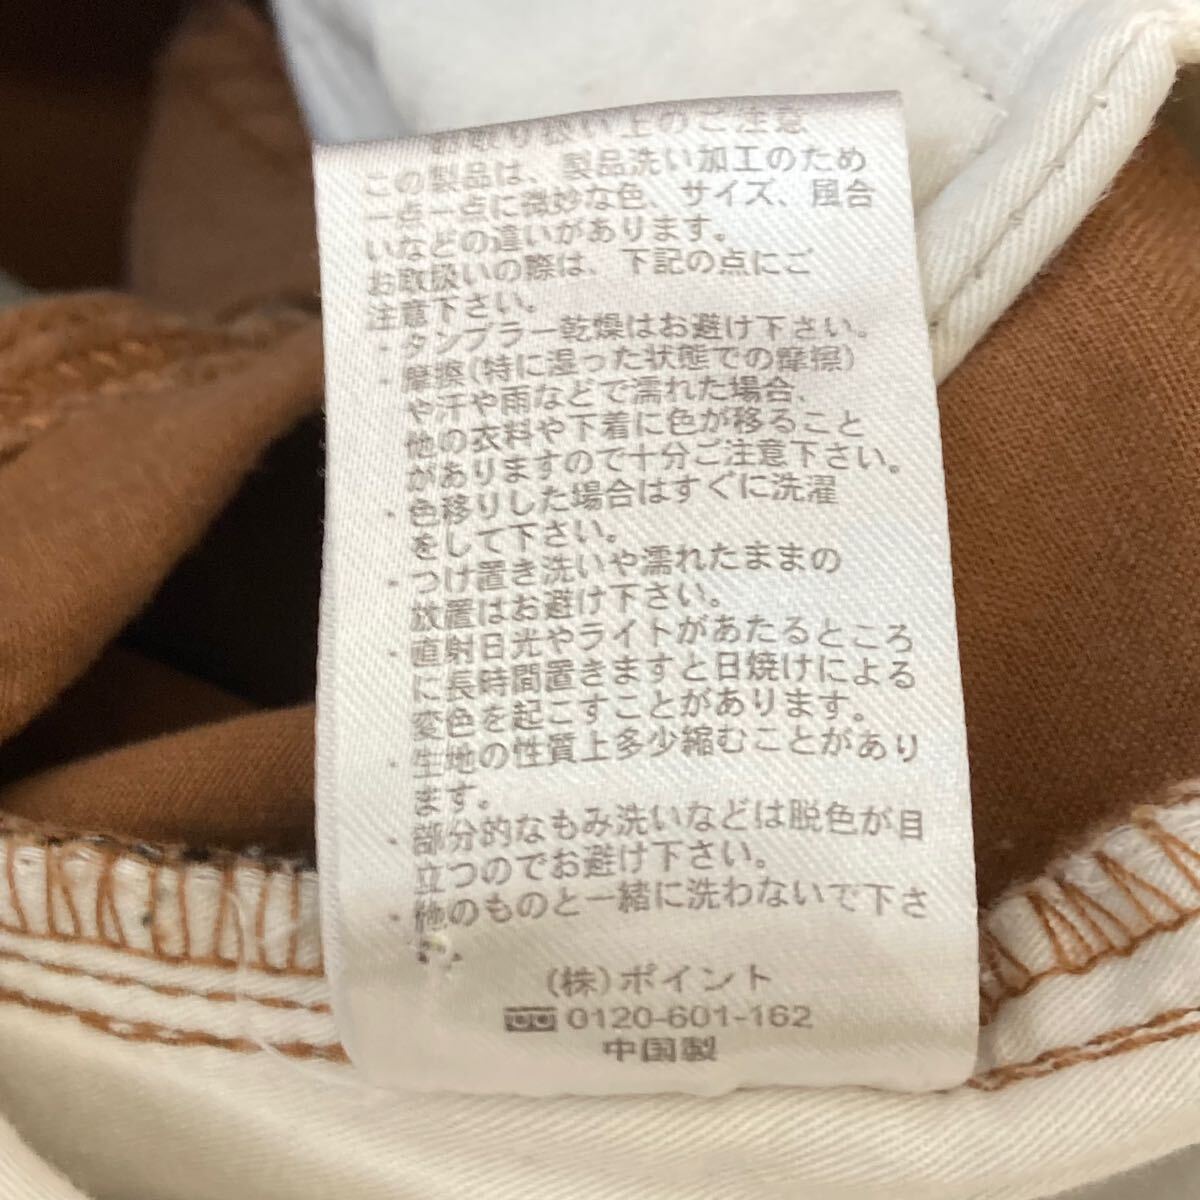 お取り扱い上のご注意
この製品は、製品洗い加工のため
一点一点に微妙な色、サイズ、風合
いなどの違いがあります。
お取扱いの際は、下記の点にご
注意下さい。
・タンブラー乾燥はお避け下さい。
・摩擦(特に湿った状態での摩擦)
や汗や雨などで濡れた場合、
他の衣料や下着に色が移ること
がありますので十分ご注意下さい。
・色移りした場合はすぐに洗濯
をして下さい。
・つけ置き洗いや濡れたままの
放置はお避け下さい。
・直射日光やライトがあたるところ
に長時間置きますと日焼けによる
変色を起こすことがあります。
・生地の性質上多少縮むことがあり
ます。
・部分的なもみ洗いなどは脱色が目
立つのでお避け下さい。
・他のものと一緒に洗わないで下さ
い。
(株)ポイント
0120-601-162
中国製